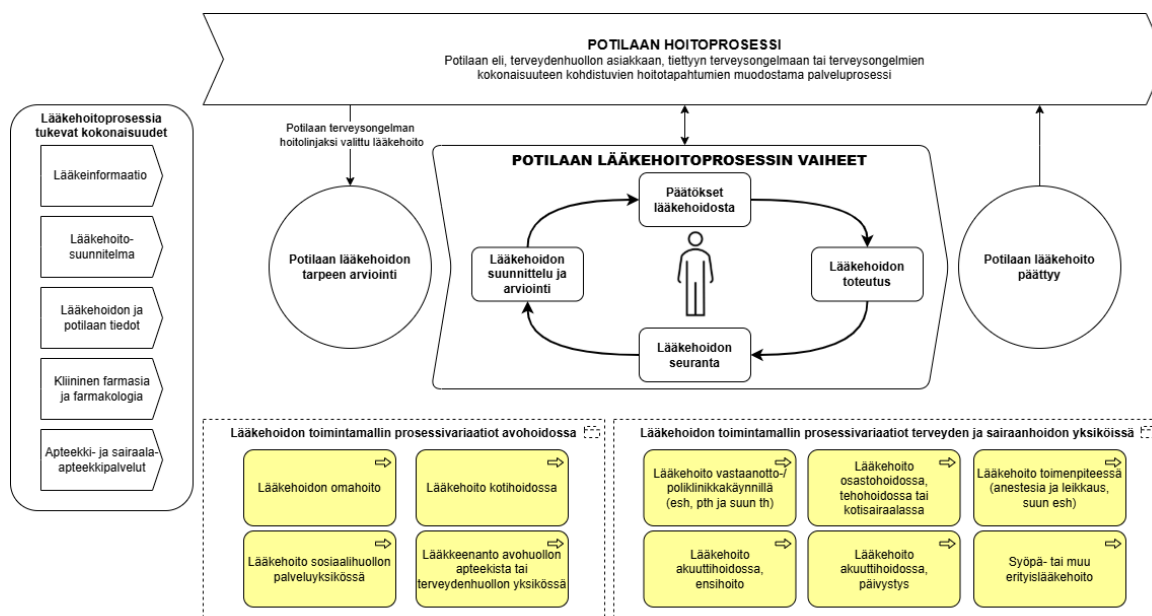 POTILAAN HOITOPROSESSI
Potilaan eli, terveydenhuollon asiakkaan, tiettyyn terveysongelmaan tai terveysongelmien
kokonaisuuteen kohdistuvien hoitotapahtumien muodostama palveluprosessi
Lääkehoitoprosessia
tukevat kokonaisuudet
Lääkeinformaatio
Lääkehoito-
suunnitelma
Lääkehoidon ja
potilaan tiedot
Kliininen farmasia
ja farmakologia
Apteekki- ja sairaala-
apteekkipalvelut
Potilaan terveysongelman
hoitolinjaksi valittu lääkehoito
Potilaan lääkehoidon
tarpeen arviointi
POTILAAN LÄÄKEHOITOPROSESSIN VAIHEET
Päätökset
lääkehoidosta
Lääkehoidon
suunnittelu ja
arviointi
Lääkehoidon
toteutus
Lääkehoidon
seuranta
Potilaan lääkehoito
päättyy
Lääkehoidon toimintamallin prosessivariaatiot avohoidossa
Lääkehoidon omahoito
Lääkehoito kotihoidossa
Lääkehoito sosiaalihuollon
palveluyksikössä
Lääkkeenanto avohuollon
apteekista tai
terveydenhuollon yksikössä
Lääkehoidon toimintamallin prosessivariaatiot terveyden ja sairaanhoidon yksiköissä
Lääkehoito vastaanotto-/
poliklinikkakäynnillä
(esh, pth ja suun th)
Lääkehoito
osastohoidossa,
tehohoidossa tai
kotisairaalassa
Lääkehoito toimenpiteessä
(anestesia ja leikkaus,
suun esh)
Lääkehoito
akuuttihoidossa,
ensihoito
Lääkehoito
akuuttihoidossa,
päivystys
Syöpä- tai muu
erityislääkehoito